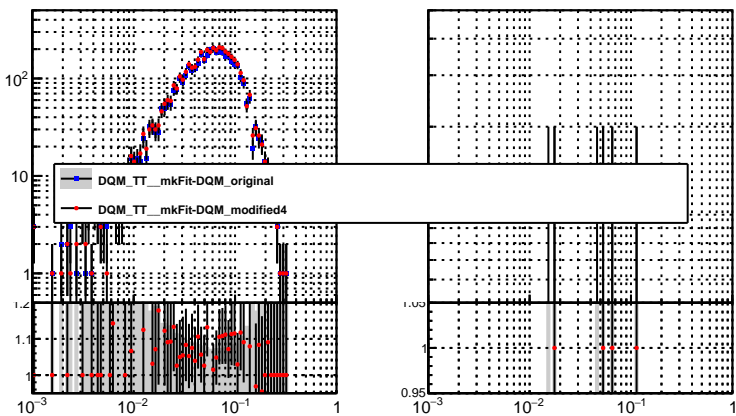 10²
10
1
DQM_TT__mkFit-DQM_original
DQM_TT__mkFit-DQM_modified4
1.2
1.1
1
10⁻³ 10⁻² 10⁻¹ 1
1.05
1
0.95
10⁻³ 10⁻² 10⁻¹ 1